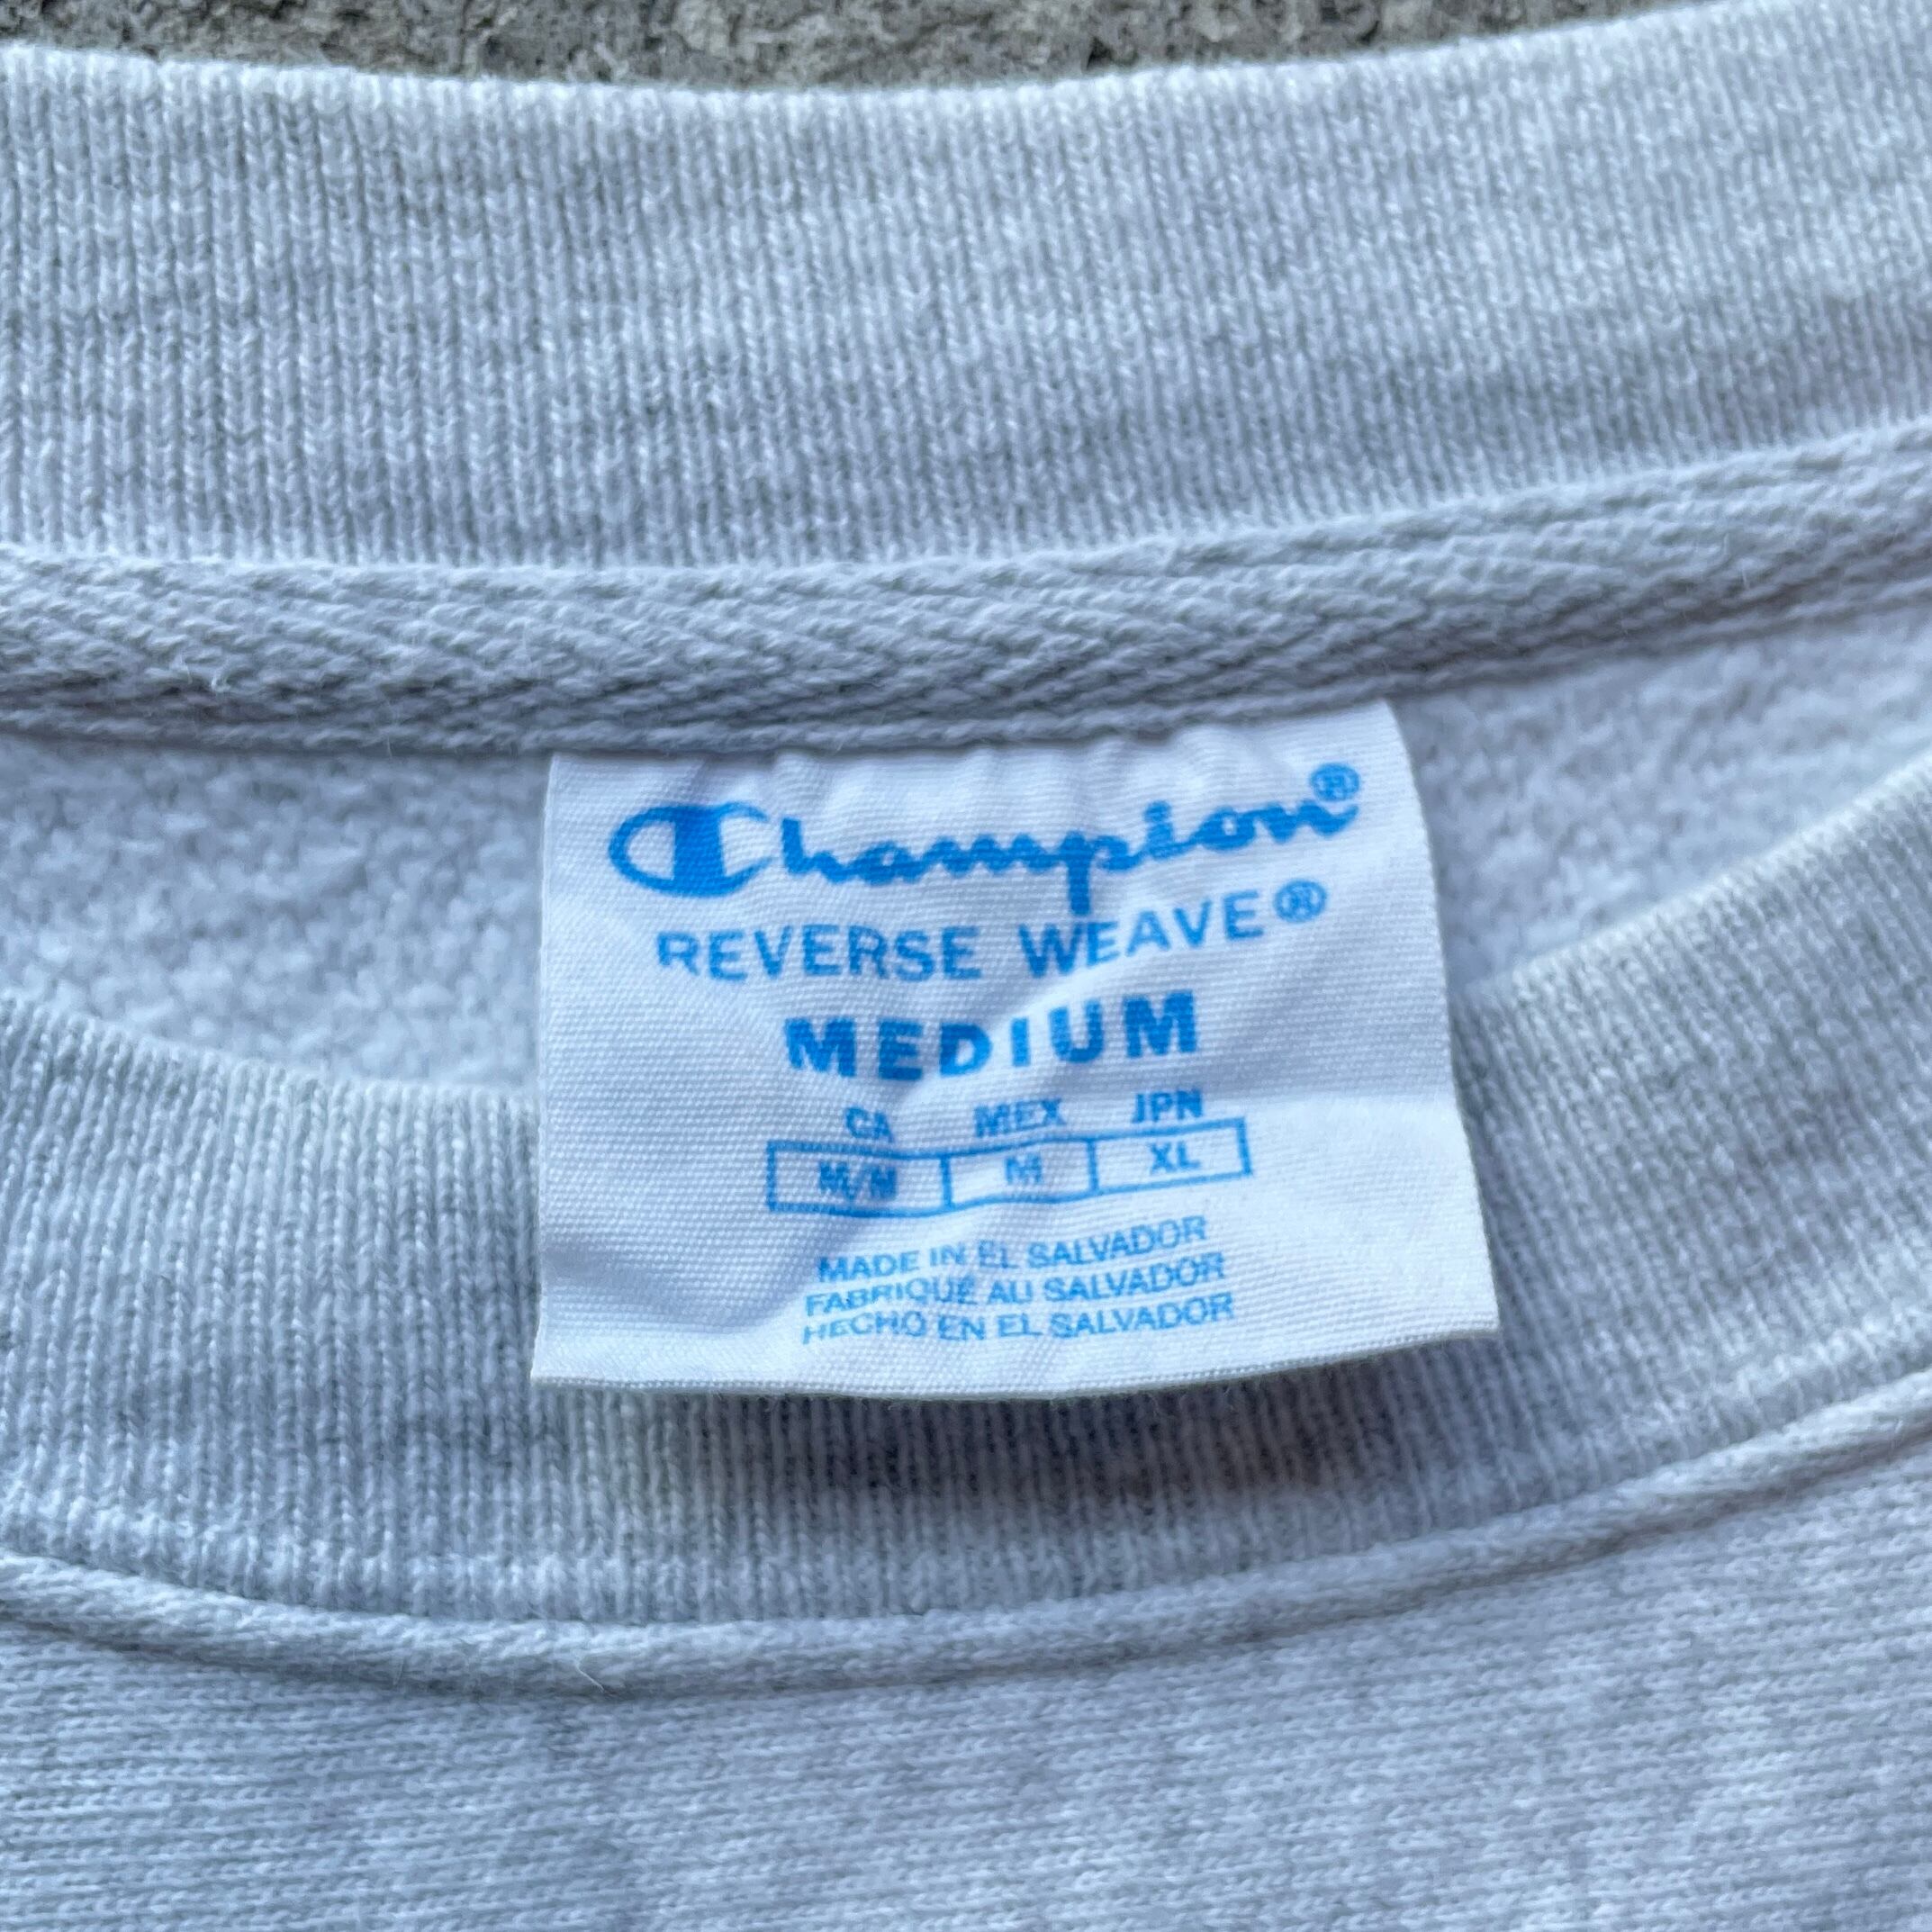 Champion®
REVERSE WEAVE®
MEDIUM
CA MEX JPN
M/M M XL
MADE IN EL SALVADOR
FABRIQUÉ AU SALVADOR
HECHO EN EL SALVADOR